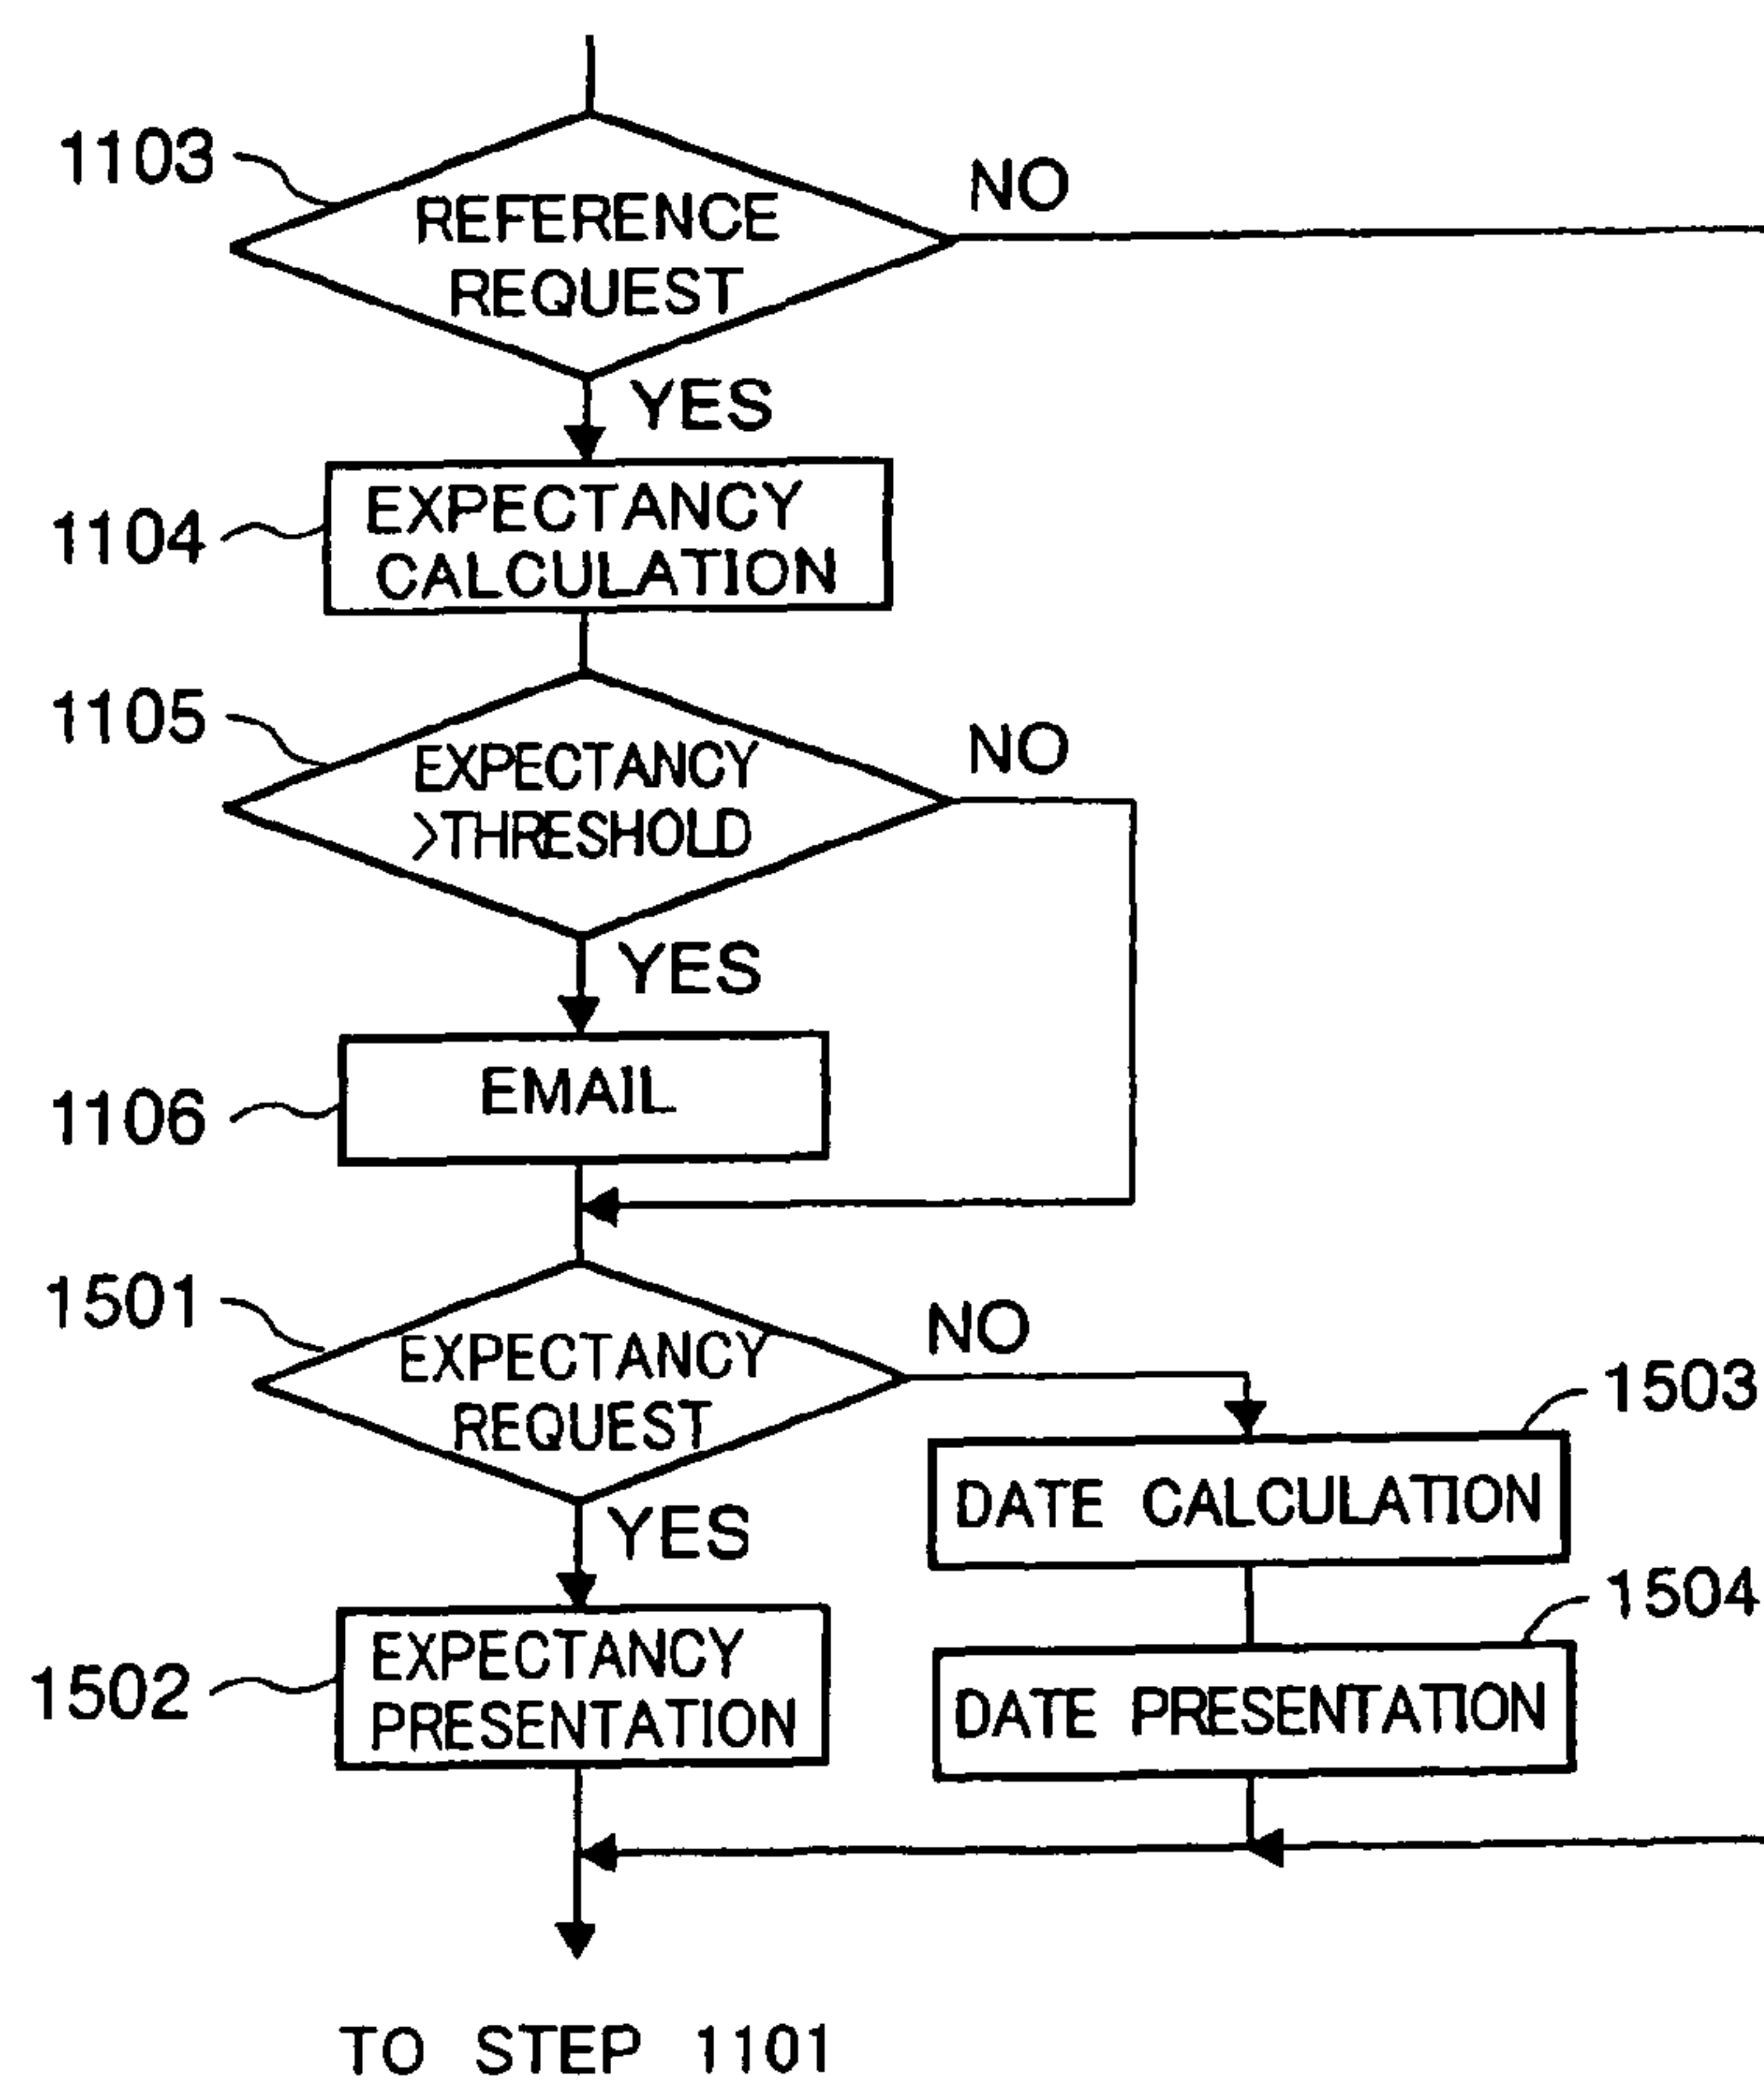 1103
REFERENCE
REQUEST
NO
YES
1104
EXPECTANCY
CALCULATION
1105
EXPECTANCY
>THRESHOLD
NO
YES
1106
EMAIL
1501
EXPECTANCY
REQUEST
NO
YES
1503
DATE CALCULATION
1502
EXPECTANCY
PRESENTATION
1504
DATE PRESENTATION
TO STEP 1101